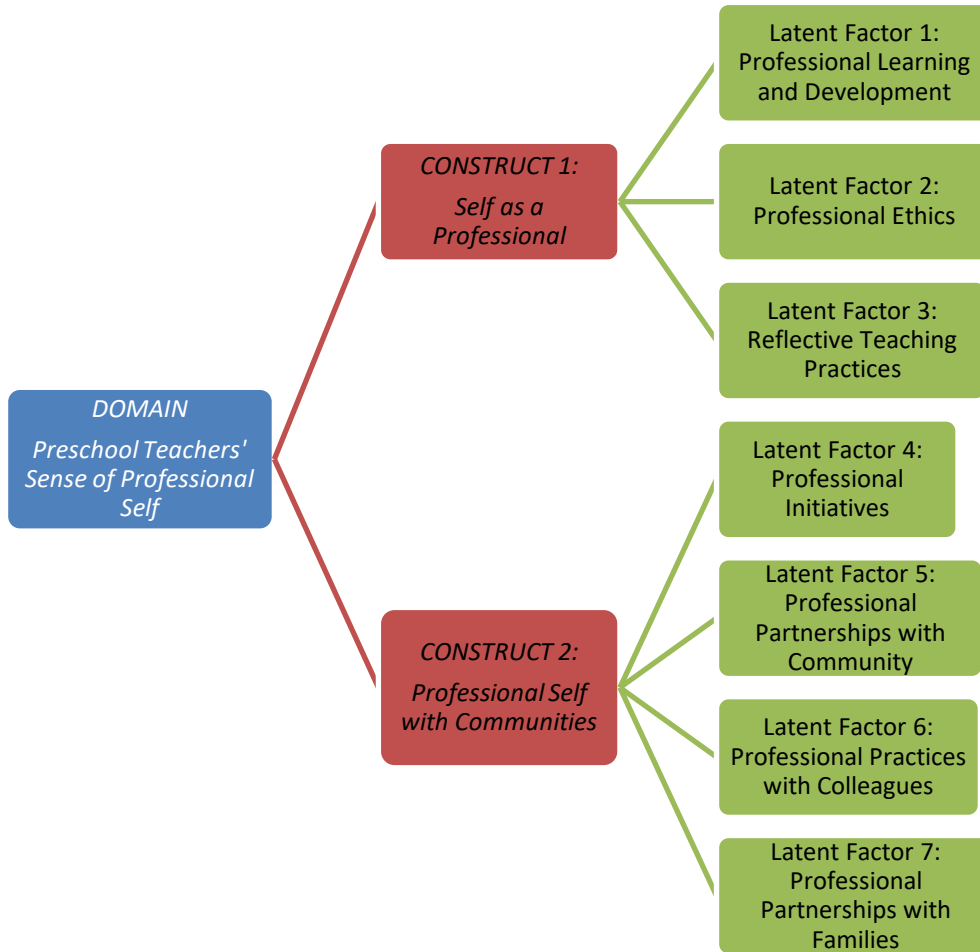 DOMAIN
Preschool Teachers'
Sense of Professional
Self
CONSTRUCT 1:
Self as a
Professional
Latent Factor 1:
Professional Learning
and Development
Latent Factor 2:
Professional Ethics
Latent Factor 3:
Reflective Teaching
Practices
CONSTRUCT 2:
Professional Self
with Communities
Latent Factor 4:
Professional
Initiatives
Latent Factor 5:
Professional
Partnerships with
Community
Latent Factor 6:
Professional Practices
with Colleagues
Latent Factor 7:
Professional
Partnerships with
Families